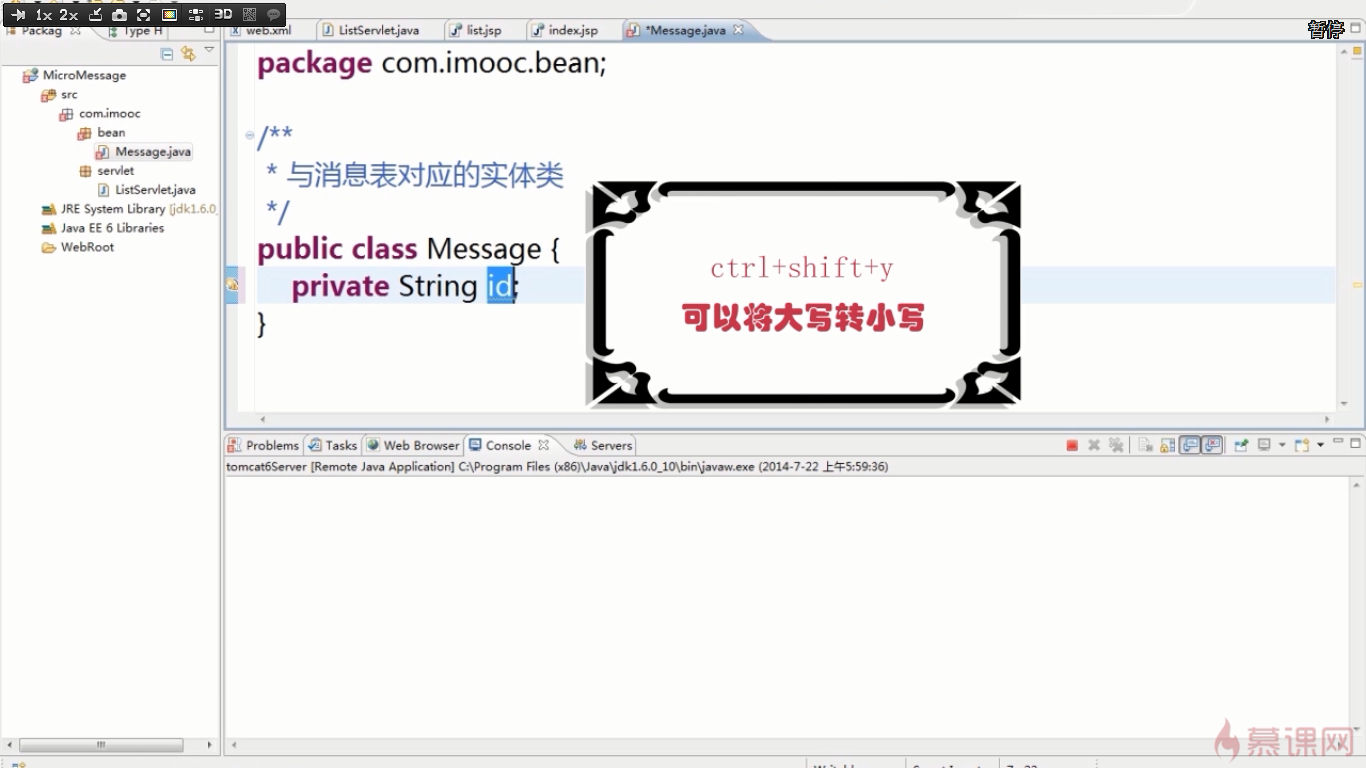 1x 2x 3D
暂停
Packag Type H
web.xml ListServlet.java list.jsp index.jsp *Message.java
MicroMessage
src
com.imooc
bean
Message.java
servlet
ListServlet.java
JRE System Library [jdk1.6.0_
Java EE 6 Libraries
WebRoot
package com.imooc.bean;
/**
* 与消息表对应的实体类
*/
public class Message {
private String id;
}
ctrl+shift+y
可以将大写转小写
Problems Tasks Web Browser Console Servers
tomcat6Server [Remote Java Application] C:\Program Files (x86)\Java\jdk1.6.0_10\bin\javaw.exe (2014-7-22 上午5:59:36)
慕课网